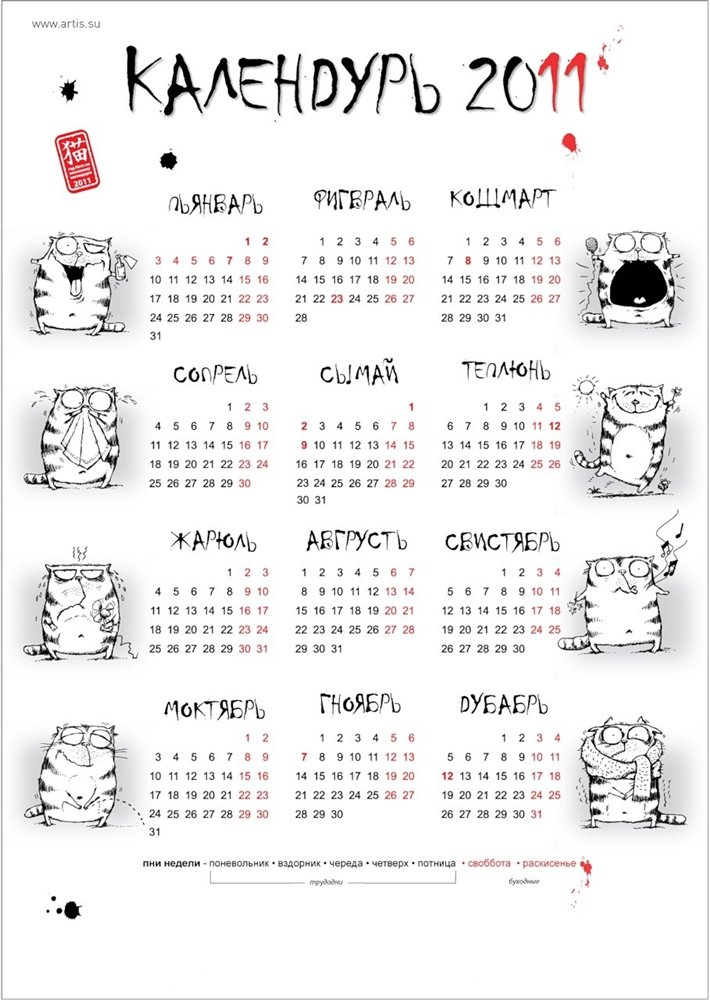 www.artis.su
КАЛЕНДУРЬ 2011
猫
2011
ПЬЯНВАРЬ
1 2
3 4 5 6 7 8 9
10 11 12 13 14 15 16
17 18 19 20 21 22 23
24 25 26 27 28 29 30
31
ФИГВРАЛЬ
1 2 3 4 5 6
7 8 9 10 11 12 13
14 15 16 17 18 19 20
21 22 23 24 25 26 27
28
КОШМАРТ
1 2 3 4 5 6
7 8 9 10 11 12 13
14 15 16 17 18 19 20
21 22 23 24 25 26 27
28 29 30 31
СОПРЕЛЬ
1 2 3
4 5 6 7 8 9 10
11 12 13 14 15 16 17
18 19 20 21 22 23 24
25 26 27 28 29 30
СЫМАЙ
1
2 3 4 5 6 7 8
9 10 11 12 13 14 15
16 17 18 19 20 21 22
23 24 25 26 27 28 29
30 31
ТЕПЛЮНЬ
1 2 3 4 5
6 7 8 9 10 11 12
13 14 15 16 17 18 19
20 21 22 23 24 25 26
27 28 29 30
ЖАРЮЛЬ
1 2 3
4 5 6 7 8 9 10
11 12 13 14 15 16 17
18 19 20 21 22 23 24
25 26 27 28 29 30 31
АВГРУСТЬ
1 2 3 4 5 6 7
8 9 10 11 12 13 14
15 16 17 18 19 20 21
22 23 24 25 26 27 28
29 30 31
СВИСТЯБРЬ
1 2 3 4
5 6 7 8 9 10 11
12 13 14 15 16 17 18
19 20 21 22 23 24 25
26 27 28 29 30
МОКТЯБРЬ
1 2
3 4 5 6 7 8 9
10 11 12 13 14 15 16
17 18 19 20 21 22 23
24 25 26 27 28 29 30
31
ГНОЯБРЬ
1 2 3 4 5 6
7 8 9 10 11 12 13
14 15 16 17 18 19 20
21 22 23 24 25 26 27
28 29 30
ДУБАБРЬ
1 2 3 4
5 6 7 8 9 10 11
12 13 14 15 16 17 18
19 20 21 22 23 24 25
26 27 28 29 30 31
пни недели - поневольник • вздорник • череда • четверх • потница • своббота • раскисенье
трудодни
буходные